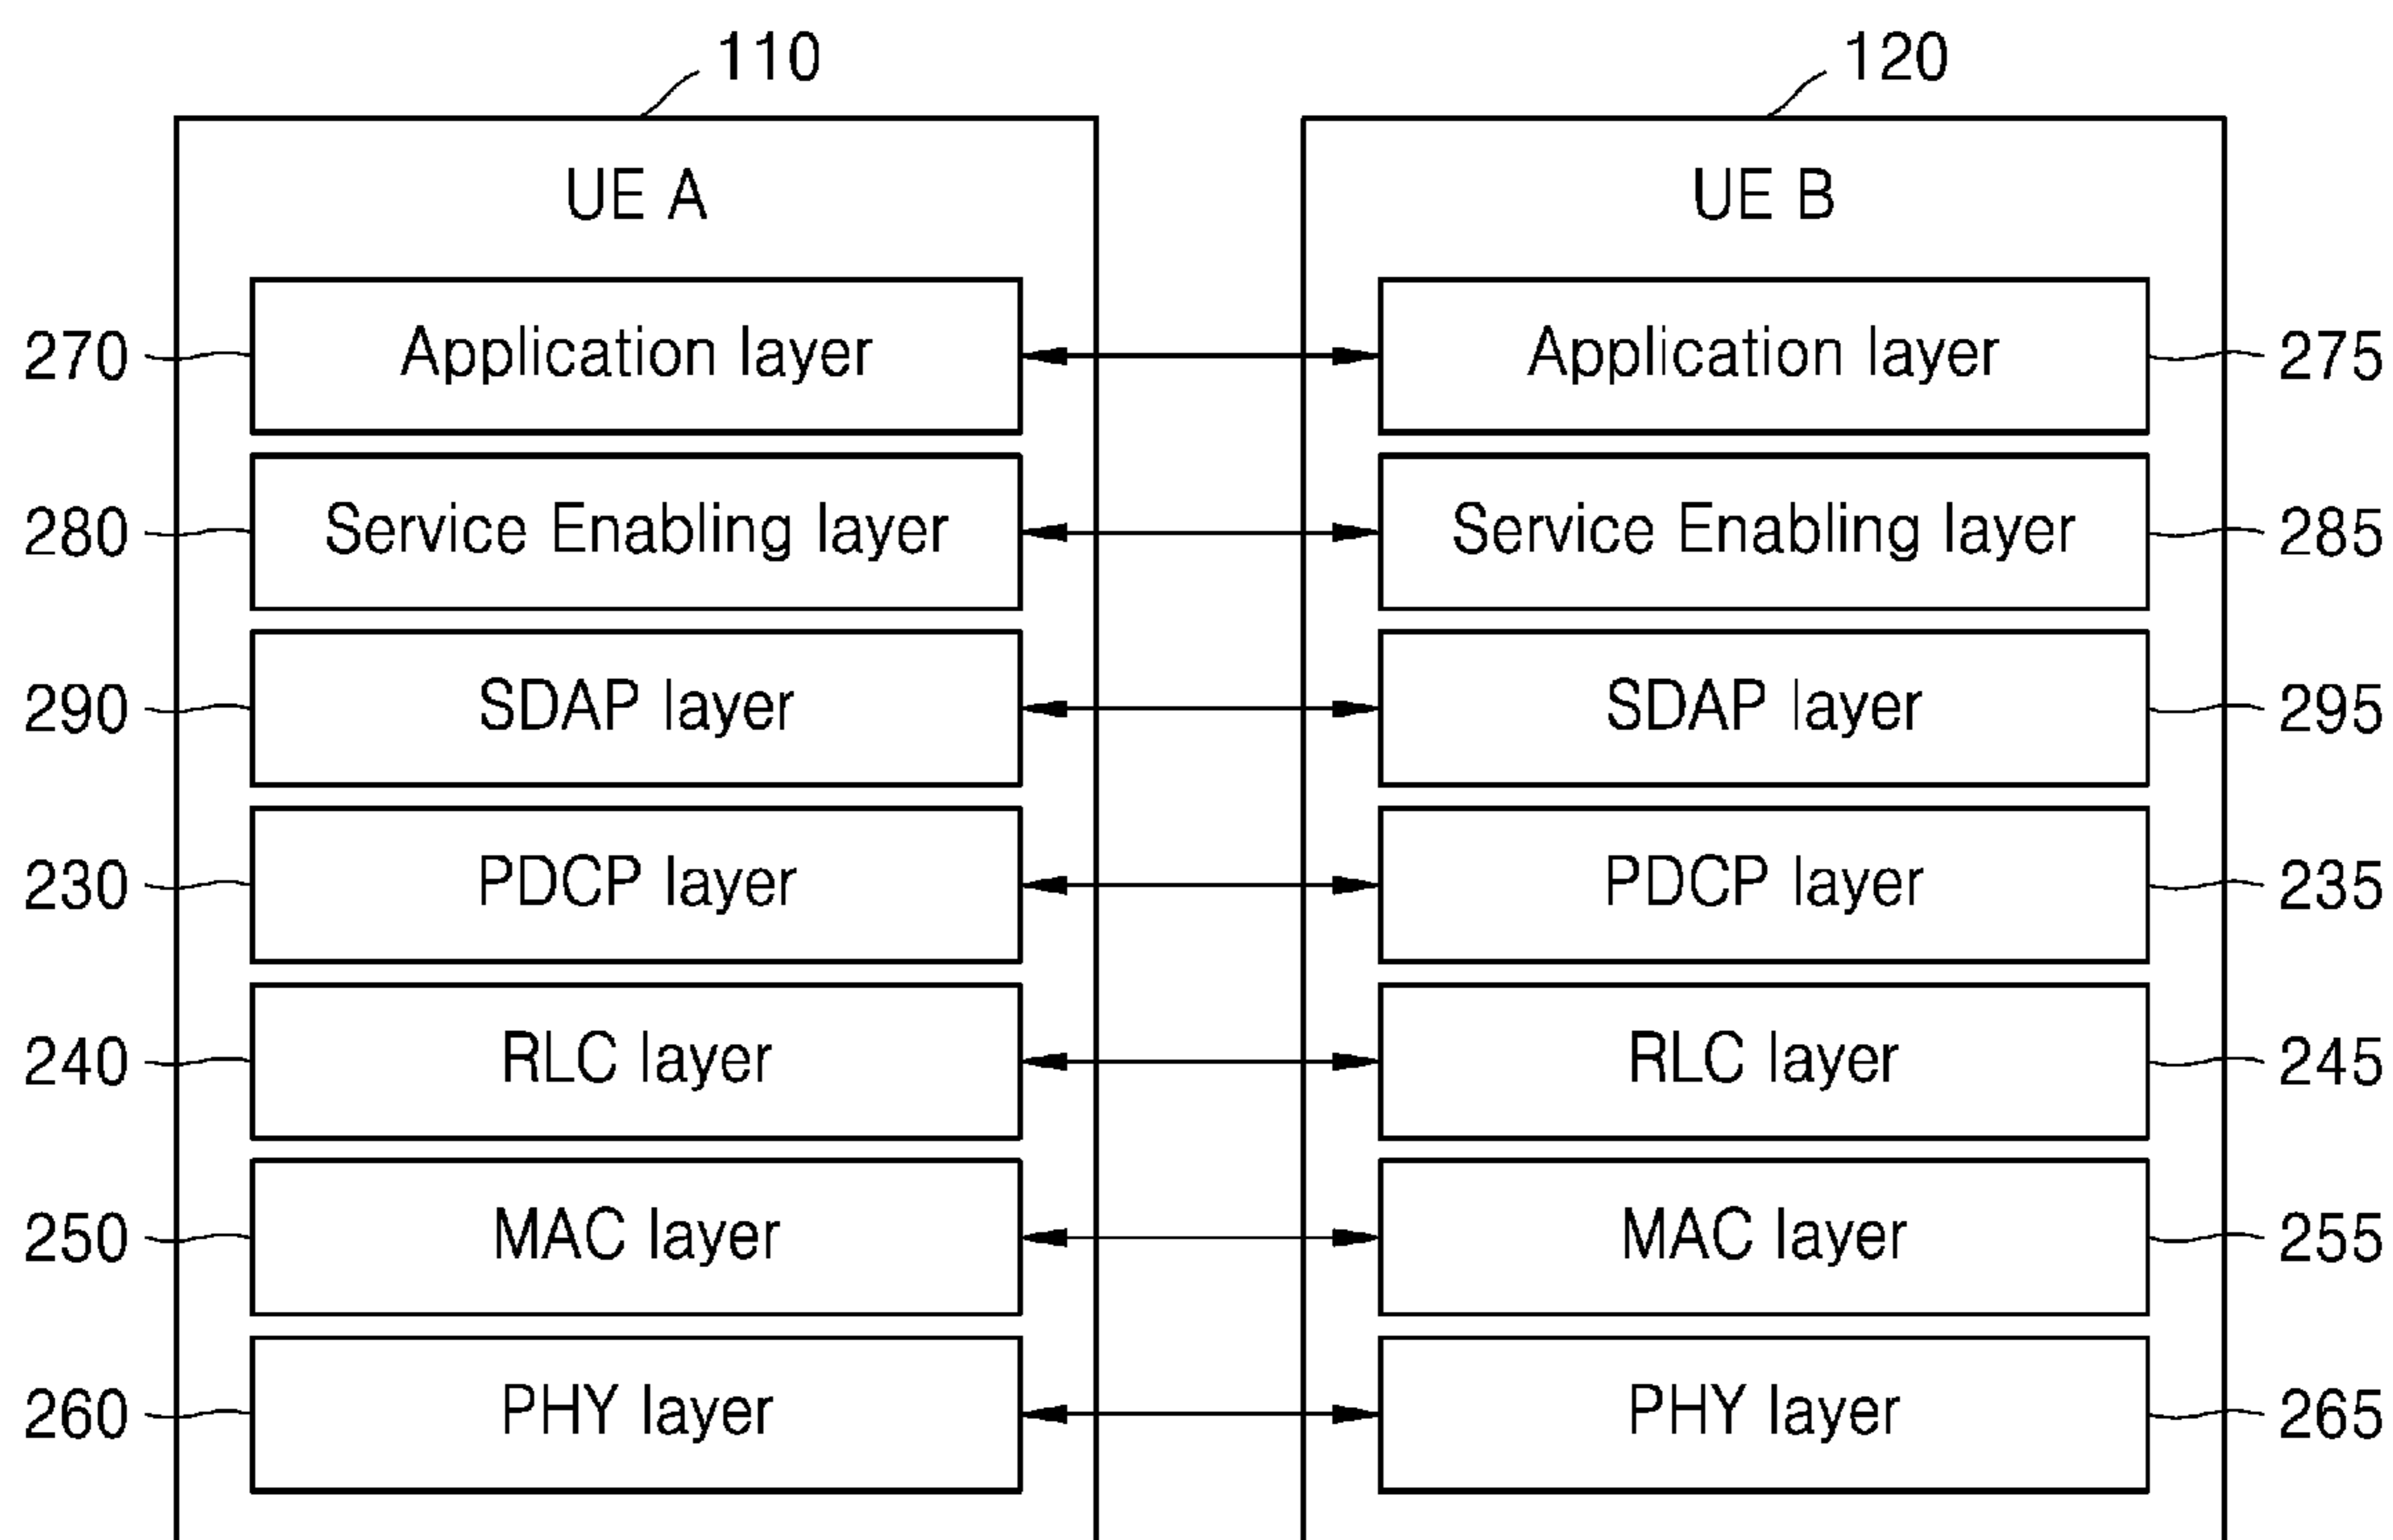 110 120
UE A UE B
270 Application layer Application layer 275
280 Service Enabling layer Service Enabling layer 285
290 SDAP layer SDAP layer 295
230 PDCP layer PDCP layer 235
240 RLC layer RLC layer 245
250 MAC layer MAC layer 255
260 PHY layer PHY layer 265